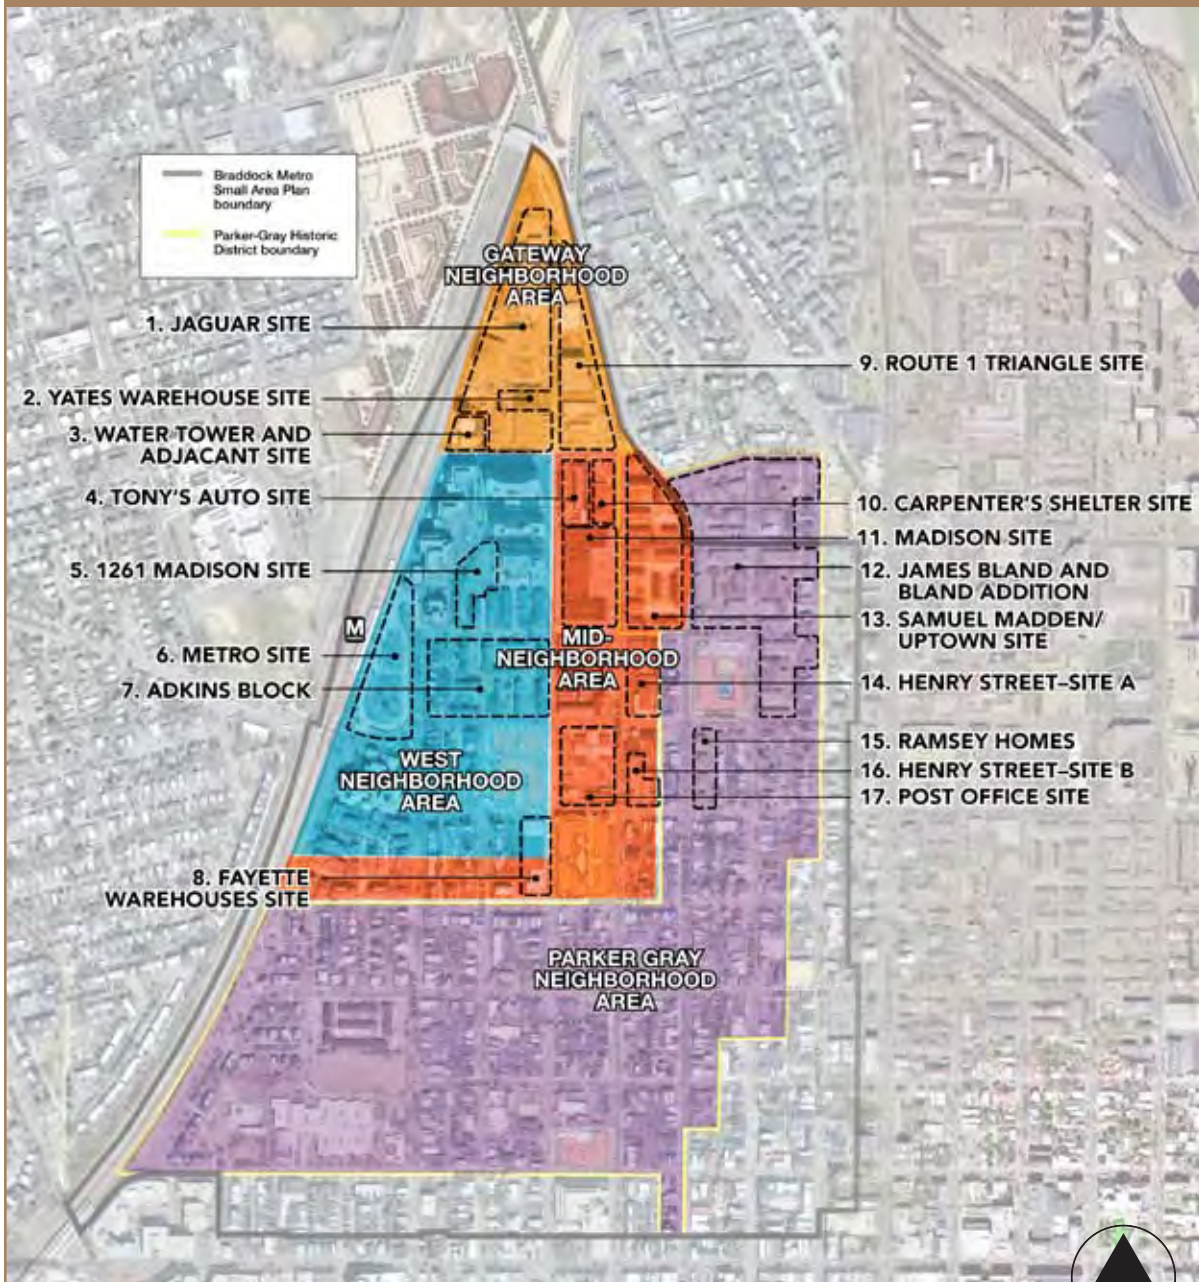 Braddock Metro
Small Area Plan
boundary
Parker-Gray Historic
District boundary
GATEWAY
NEIGHBORHOOD
AREA
1. JAGUAR SITE
2. YATES WAREHOUSE SITE
3. WATER TOWER AND
ADJACANT SITE
4. TONY'S AUTO SITE
5. 1261 MADISON SITE
M
6. METRO SITE
7. ADKINS BLOCK
8. FAYETTE
WAREHOUSES SITE
9. ROUTE 1 TRIANGLE SITE
10. CARPENTER'S SHELTER SITE
11. MADISON SITE
12. JAMES BLAND AND
BLAND ADDITION
13. SAMUEL MADDEN/
UPTOWN SITE
14. HENRY STREET–SITE A
15. RAMSEY HOMES
16. HENRY STREET–SITE B
17. POST OFFICE SITE
MID-
NEIGHBORHOOD
AREA
WEST
NEIGHBORHOOD
AREA
PARKER GRAY
NEIGHBORHOOD
AREA